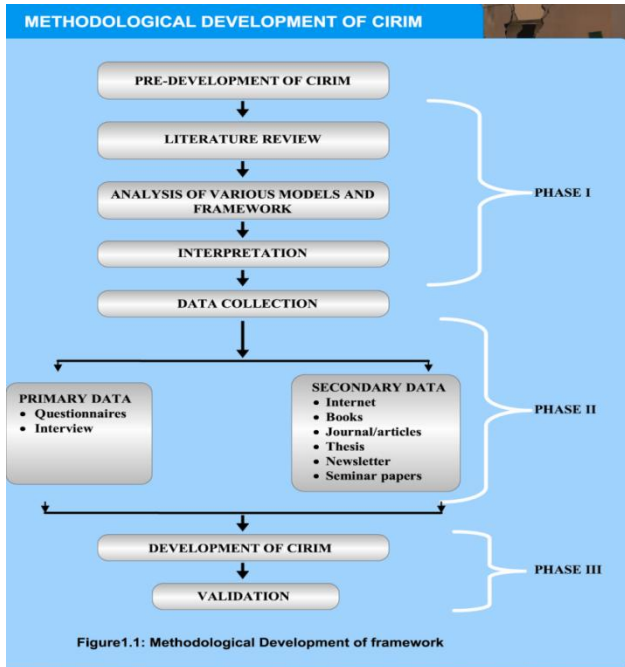 METHODOLOGICAL DEVELOPMENT OF CIRIM
PRE-DEVELOPMENT OF CIRIM
LITERATURE REVIEW
ANALYSIS OF VARIOUS MODELS AND
FRAMEWORK
INTERPRETATION
PHASE I
DATA COLLECTION
PRIMARY DATA
• Questionnaires
• Interview
SECONDARY DATA
• Internet
• Books
• Journal/articles
• Thesis
• Newsletter
• Seminar papers
PHASE II
DEVELOPMENT OF CIRIM
VALIDATION
PHASE III
Figure1.1: Methodological Development of framework